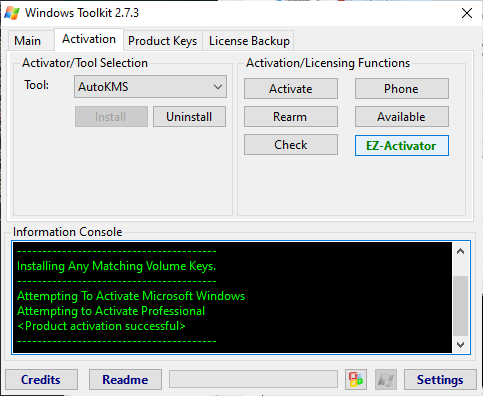 Windows Toolkit 2.7.3
Main Activation Product Keys License Backup
Activator/Tool Selection
Tool: AutoKMS
Install Uninstall
Activation/Licensing Functions
Activate Phone
Rearm Available
Check EZ-Activator
Information Console
----------------------------------------
Installing Any Matching Volume Keys.
----------------------------------------
Attempting To Activate Microsoft Windows
Attempting to Activate Professional
<Product activation successful>
----------------------------------------
Credits Readme Settings